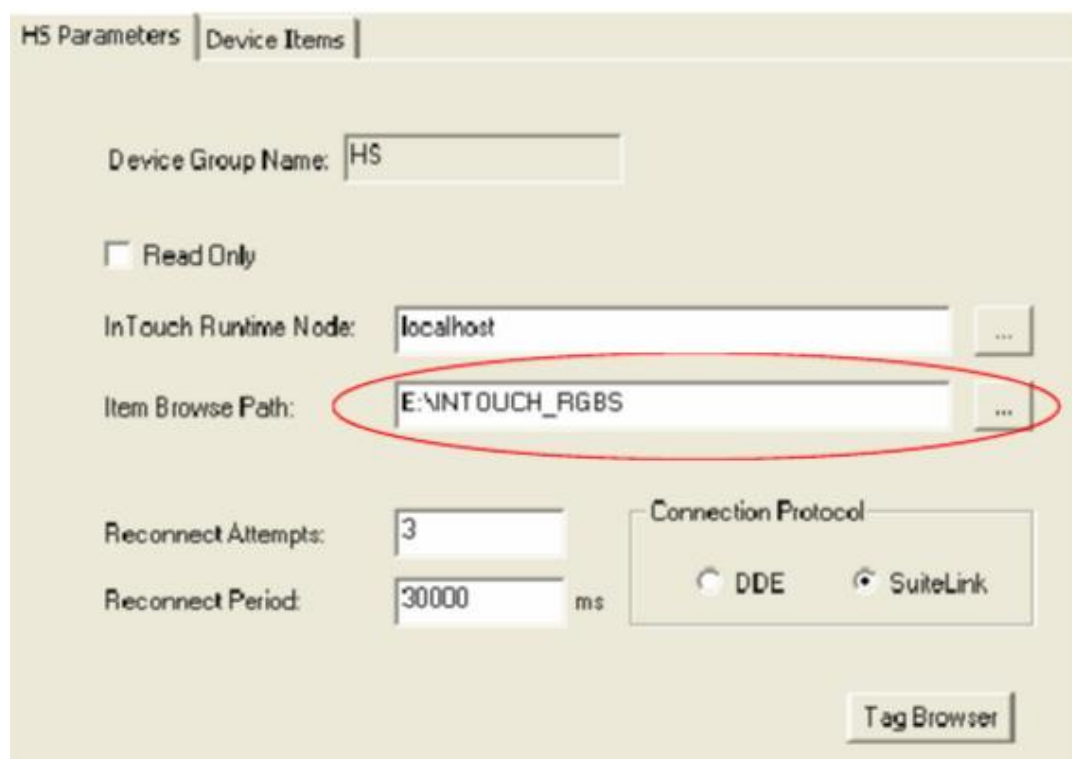 HS Parameters Device Items
Device Group Name: HS
Read Only
InTouch Runtime Node: localhost ...
Item Browse Path: E:\INTOUCH_RGBS ...
Reconnect Attempts: 3
Connection Protocol
DDE SuiteLink
Reconnect Period: 30000 ms
Tag Browser